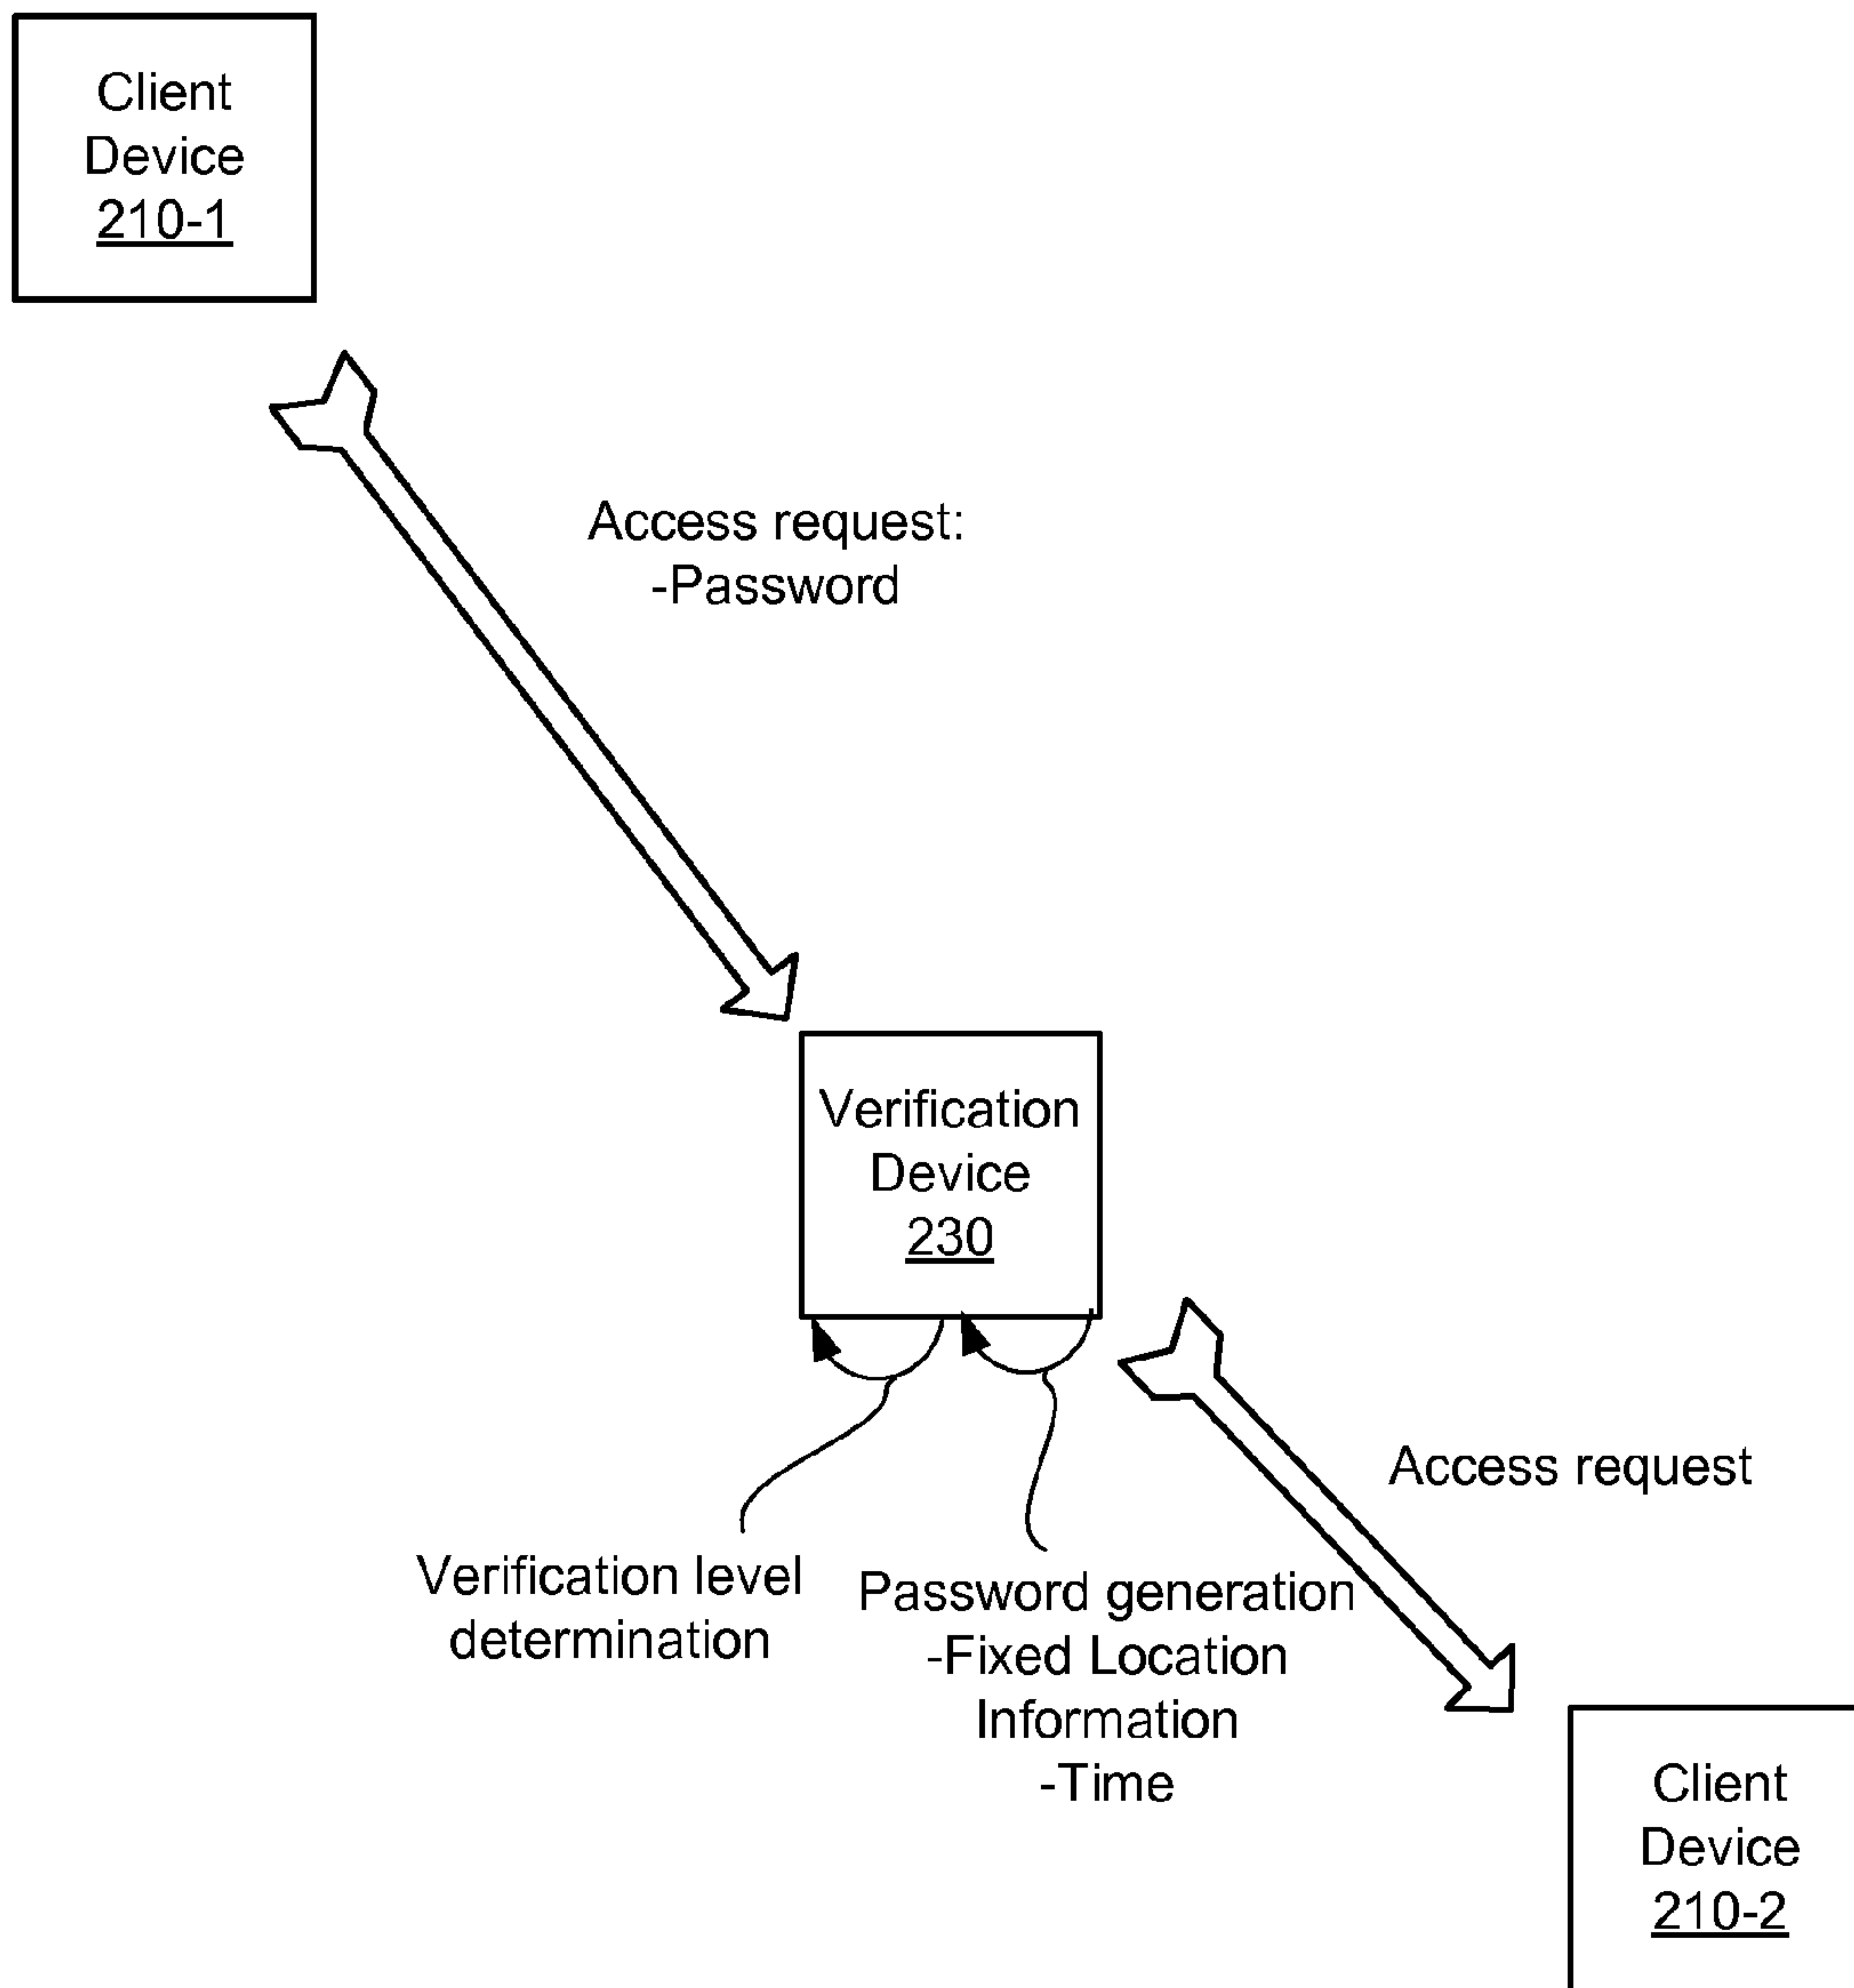 Client
Device
210-1
Access request:
-Password
Verification
Device
230
Access request
Verification level
determination
Password generation
-Fixed Location
Information
-Time
Client
Device
210-2